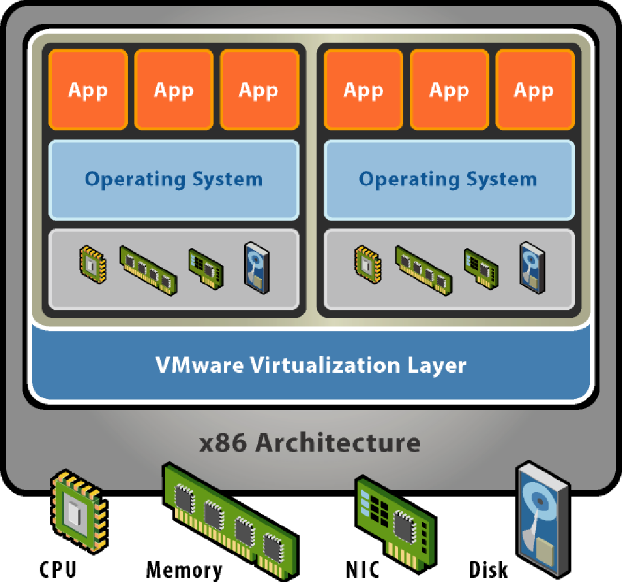 App App App App App App
Operating System Operating System
VMware Virtualization Layer
x86 Architecture
CPU Memory NIC Disk